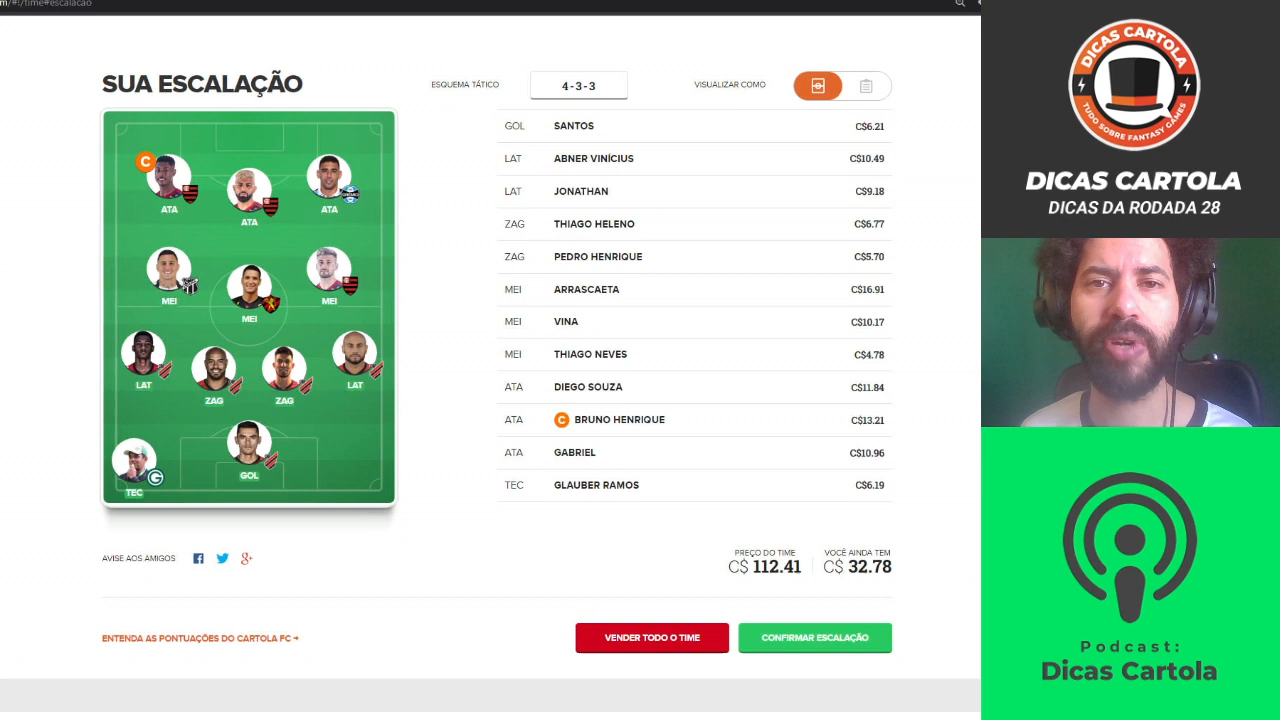 m/#!/time#escalacao
SUA ESCALAÇÃO
ESQUEMA TÁTICO
4-3-3
VISUALIZAR COMO
C
ATA
ATA
ATA
MEI
MEI
MEI
LAT
ZAG
ZAG
LAT
GOL
TEC
GOL SANTOS C$6.21
LAT ABNER VINÍCIUS C$10.49
LAT JONATHAN C$9.18
ZAG THIAGO HELENO C$6.77
ZAG PEDRO HENRIQUE C$5.70
MEI ARRASCAETA C$16.91
MEI VINA C$10.17
MEI THIAGO NEVES C$4.78
ATA DIEGO SOUZA C$11.84
ATA C BRUNO HENRIQUE C$13.21
ATA GABRIEL C$10.96
TEC GLAUBER RAMOS C$6.19
AVISE AOS AMIGOS
PREÇO DO TIME
C$ 112.41
VOCÊ AINDA TEM
C$ 32.78
ENTENDA AS PONTUAÇÕES DO CARTOLA FC
VENDER TODO O TIME
CONFIRMAR ESCALAÇÃO
DICAS CARTOLA
TUDO SOBRE FANTASY GAMES
DICAS CARTOLA
DICAS DA RODADA 28
Podcast:
Dicas Cartola